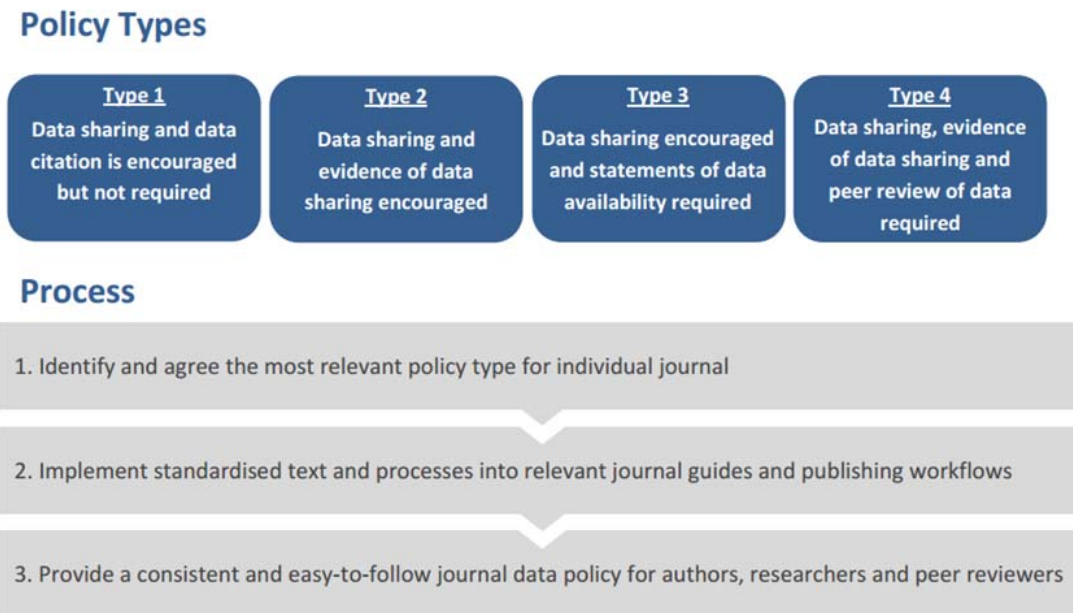 Policy Types
Type 1
Data sharing and data
citation is encouraged
but not required
Type 2
Data sharing and
evidence of data
sharing encouraged
Type 3
Data sharing encouraged
and statements of data
availability required
Type 4
Data sharing, evidence
of data sharing and
peer review of data
required
Process
1. Identify and agree the most relevant policy type for individual journal
2. Implement standardised text and processes into relevant journal guides and publishing workflows
3. Provide a consistent and easy-to-follow journal data policy for authors, researchers and peer reviewers